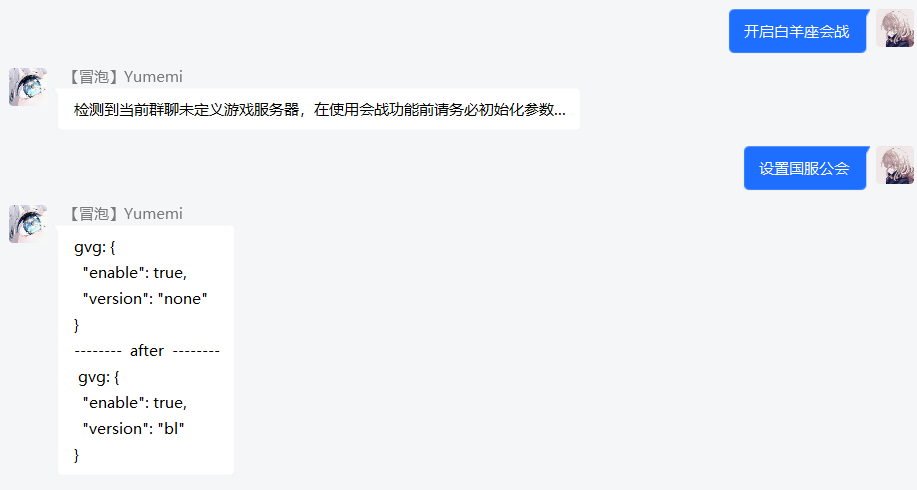 开启白羊座会战
【冒泡】Yumemi
检测到当前群聊未定义游戏服务器，在使用会战功能前请务必初始化参数...
设置国服公会
【冒泡】Yumemi
gvg: {
"enable": true,
"version": "none"
}
-------- after --------
gvg: {
"enable": true,
"version": "bl"
}